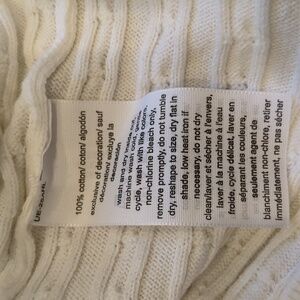 100% cotton/ coton/ algodón
exclusive of decoration/ sauf
décoration/ excluye la
decoración
wash and dry inside out,
machine wash cold, gentle
cycle, wash with like colors,
non-chlorine bleach only,
remove promptly, do not tumble
dry, reshape to size, dry flat in
shade, low heat iron if
necessary, do not dry
clean/laver et sécher à l'envers,
laver à la machine à l'eau
froide, cycle délicat, laver en
séparant les couleurs,
seulement agent de
blanchiment non-chlore, retirer
immédiatement, ne pas sécher